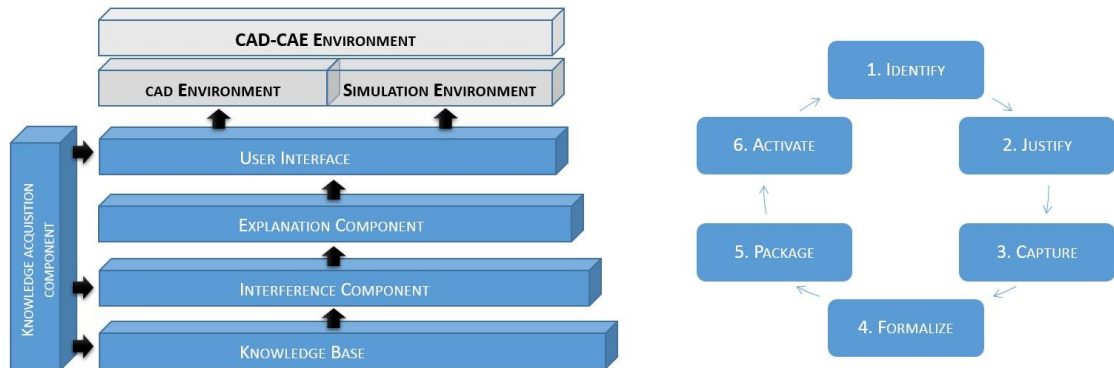 CAD-CAE ENVIRONMENT
CAD ENVIRONMENT
SIMULATION ENVIRONMENT
USER INTERFACE
EXPLANATION COMPONENT
INTERFERENCE COMPONENT
KNOWLEDGE BASE
KNOWLEDGE ACQUISITION
COMPONENT
1. IDENTIFY
2. JUSTIFY
3. CAPTURE
4. FORMALIZE
5. PACKAGE
6. ACTIVATE